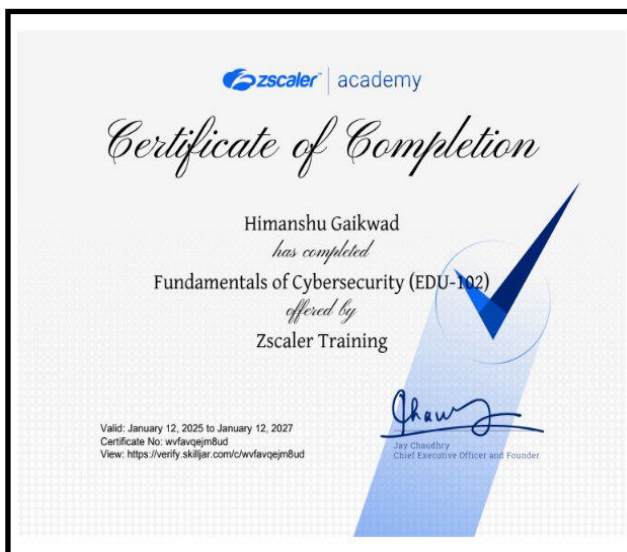 zscaler™ | academy
Certificate of Completion
Himanshu Gaikwad
has completed
Fundamentals of Cybersecurity (EDU-102)
offered by
Zscaler Training
Valid: January 12, 2025 to January 12, 2027
Certificate No: wvfavqejm8ud
View: https://verify.skilljar.com/c/wvfavqejm8ud
Jay Chaudhry
Chief Executive Officer and Founder